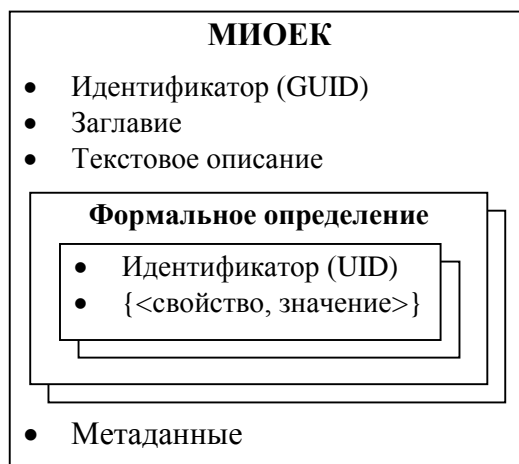 МИОЕК
• Идентификатор (GUID)
• Заглавие
• Текстовое описание
Формальное определение
• Идентификатор (UID)
• {<свойство, значение>}
• Метаданные